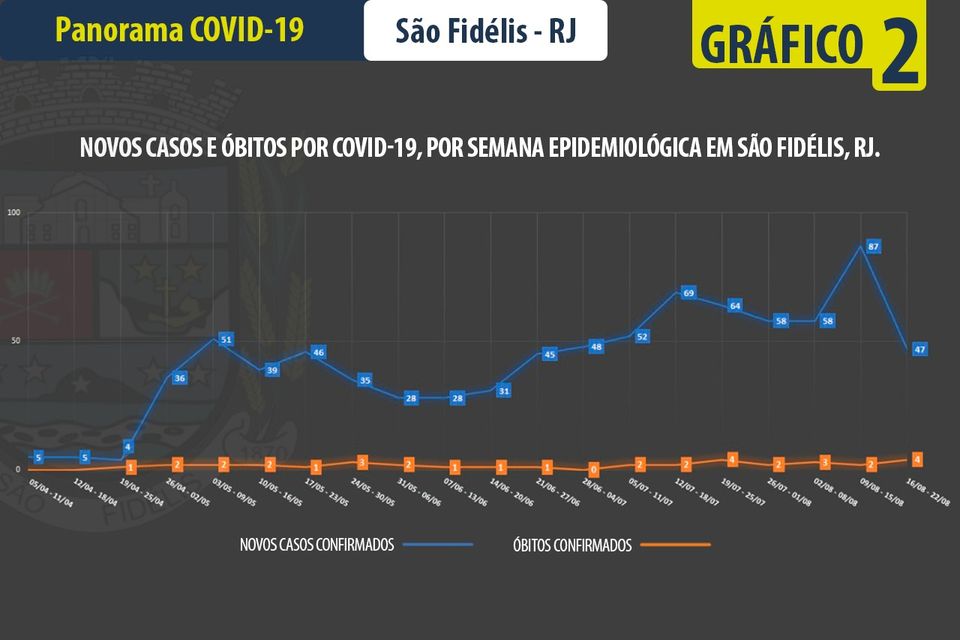 Panorama COVID-19
São Fidélis - RJ
GRÁFICO 2
NOVOS CASOS E ÓBITOS POR COVID-19, POR SEMANA EPIDEMIOLÓGICA EM SÃO FIDÉLIS, RJ.
100
50
0
5 5 4 36 51 39 46 35 28 28 31 45 48 52 69 64 58 58 87 47
1 2 2 2 1 3 2 1 1 1 0 2 2 4 2 3 2 4
05/04 - 11/04
12/04 - 18/04
19/04 - 25/04
26/04 - 02/05
03/05 - 09/05
10/05 - 16/05
17/05 - 23/05
24/05 - 30/05
31/05 - 06/06
07/06 - 13/06
14/06 - 20/06
21/06 - 27/06
28/06 - 04/07
05/07 - 11/07
12/07 - 18/07
19/07 - 25/07
26/07 - 01/08
02/08 - 08/08
09/08 - 15/08
16/08 - 22/08
NOVOS CASOS CONFIRMADOS
ÓBITOS CONFIRMADOS